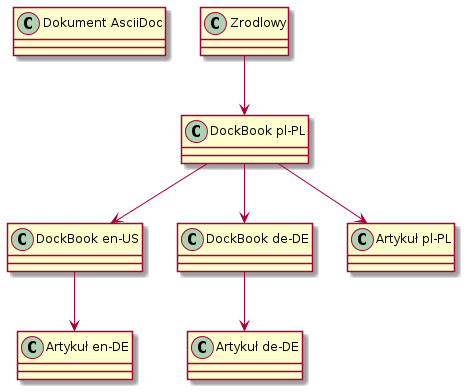 C Dokument AsciiDoc
C Zrodlowy
C DockBook pl-PL
C DockBook en-US
C DockBook de-DE
C Artykuł pl-PL
C Artykuł en-DE
C Artykuł de-DE